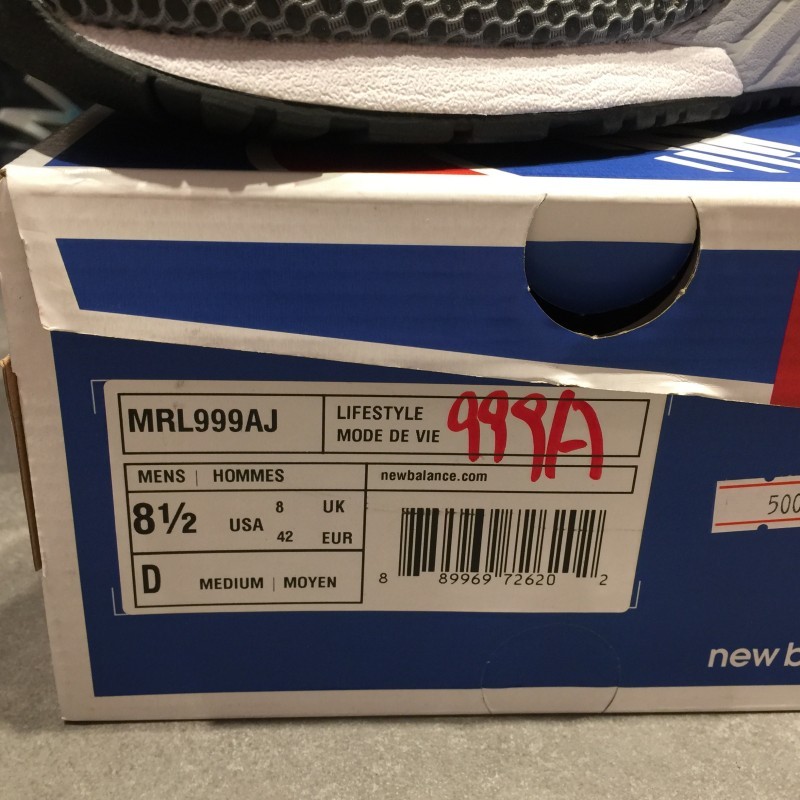 MRL999AJ
LIFESTYLE
MODE DE VIE
999A
MENS | HOMMES
newbalance.com
8½ USA 8 UK
42 EUR
D MEDIUM | MOYEN
8 89969 72620 2
500
new b